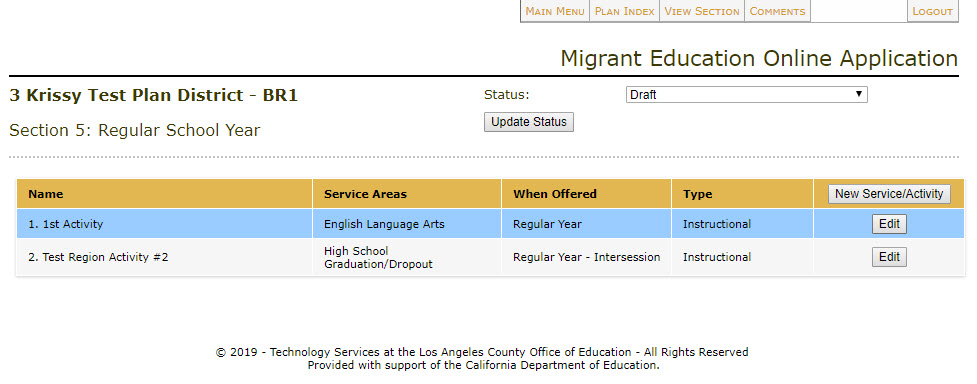 Main Menu Plan Index View Section Comments Logout
Migrant Education Online Application
3 Krissy Test Plan District - BR1
Status: Draft
Update Status
Section 5: Regular School Year
Name Service Areas When Offered Type New Service/Activity
1. 1st Activity English Language Arts Regular Year Instructional Edit
2. Test Region Activity #2 High School Graduation/Dropout Regular Year - Intersession Instructional Edit
© 2019 - Technology Services at the Los Angeles County Office of Education - All Rights Reserved
Provided with support of the California Department of Education.